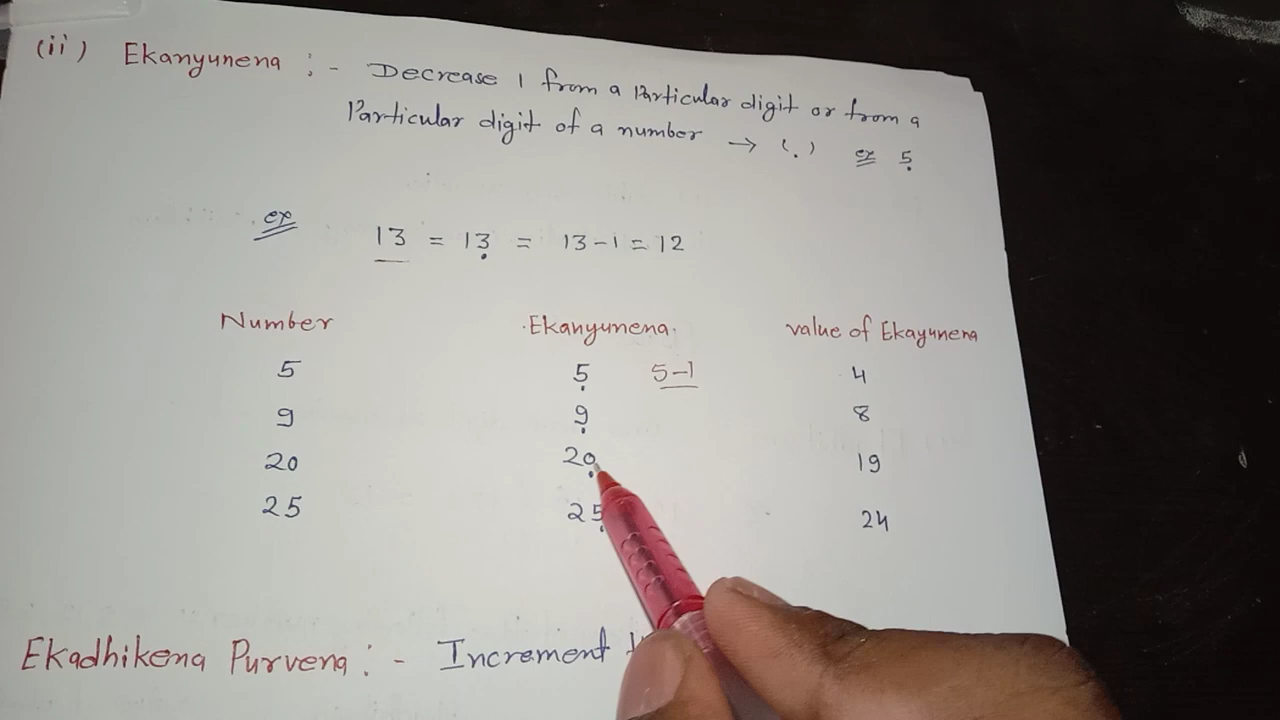 (ii) Ekanyunena :- Decrease 1 from a Particular digit or from a
Particular digit of a number → (.) ex 5̣
ex 13 = 13̣ = 13-1 = 12
Number Ekanyunena. value of Ekayunena
5 5̣ 5-1 4
9 9̣ 8
20 20̣ 19
25 25̣ 24
Ekadhikena Purvena :- Increment